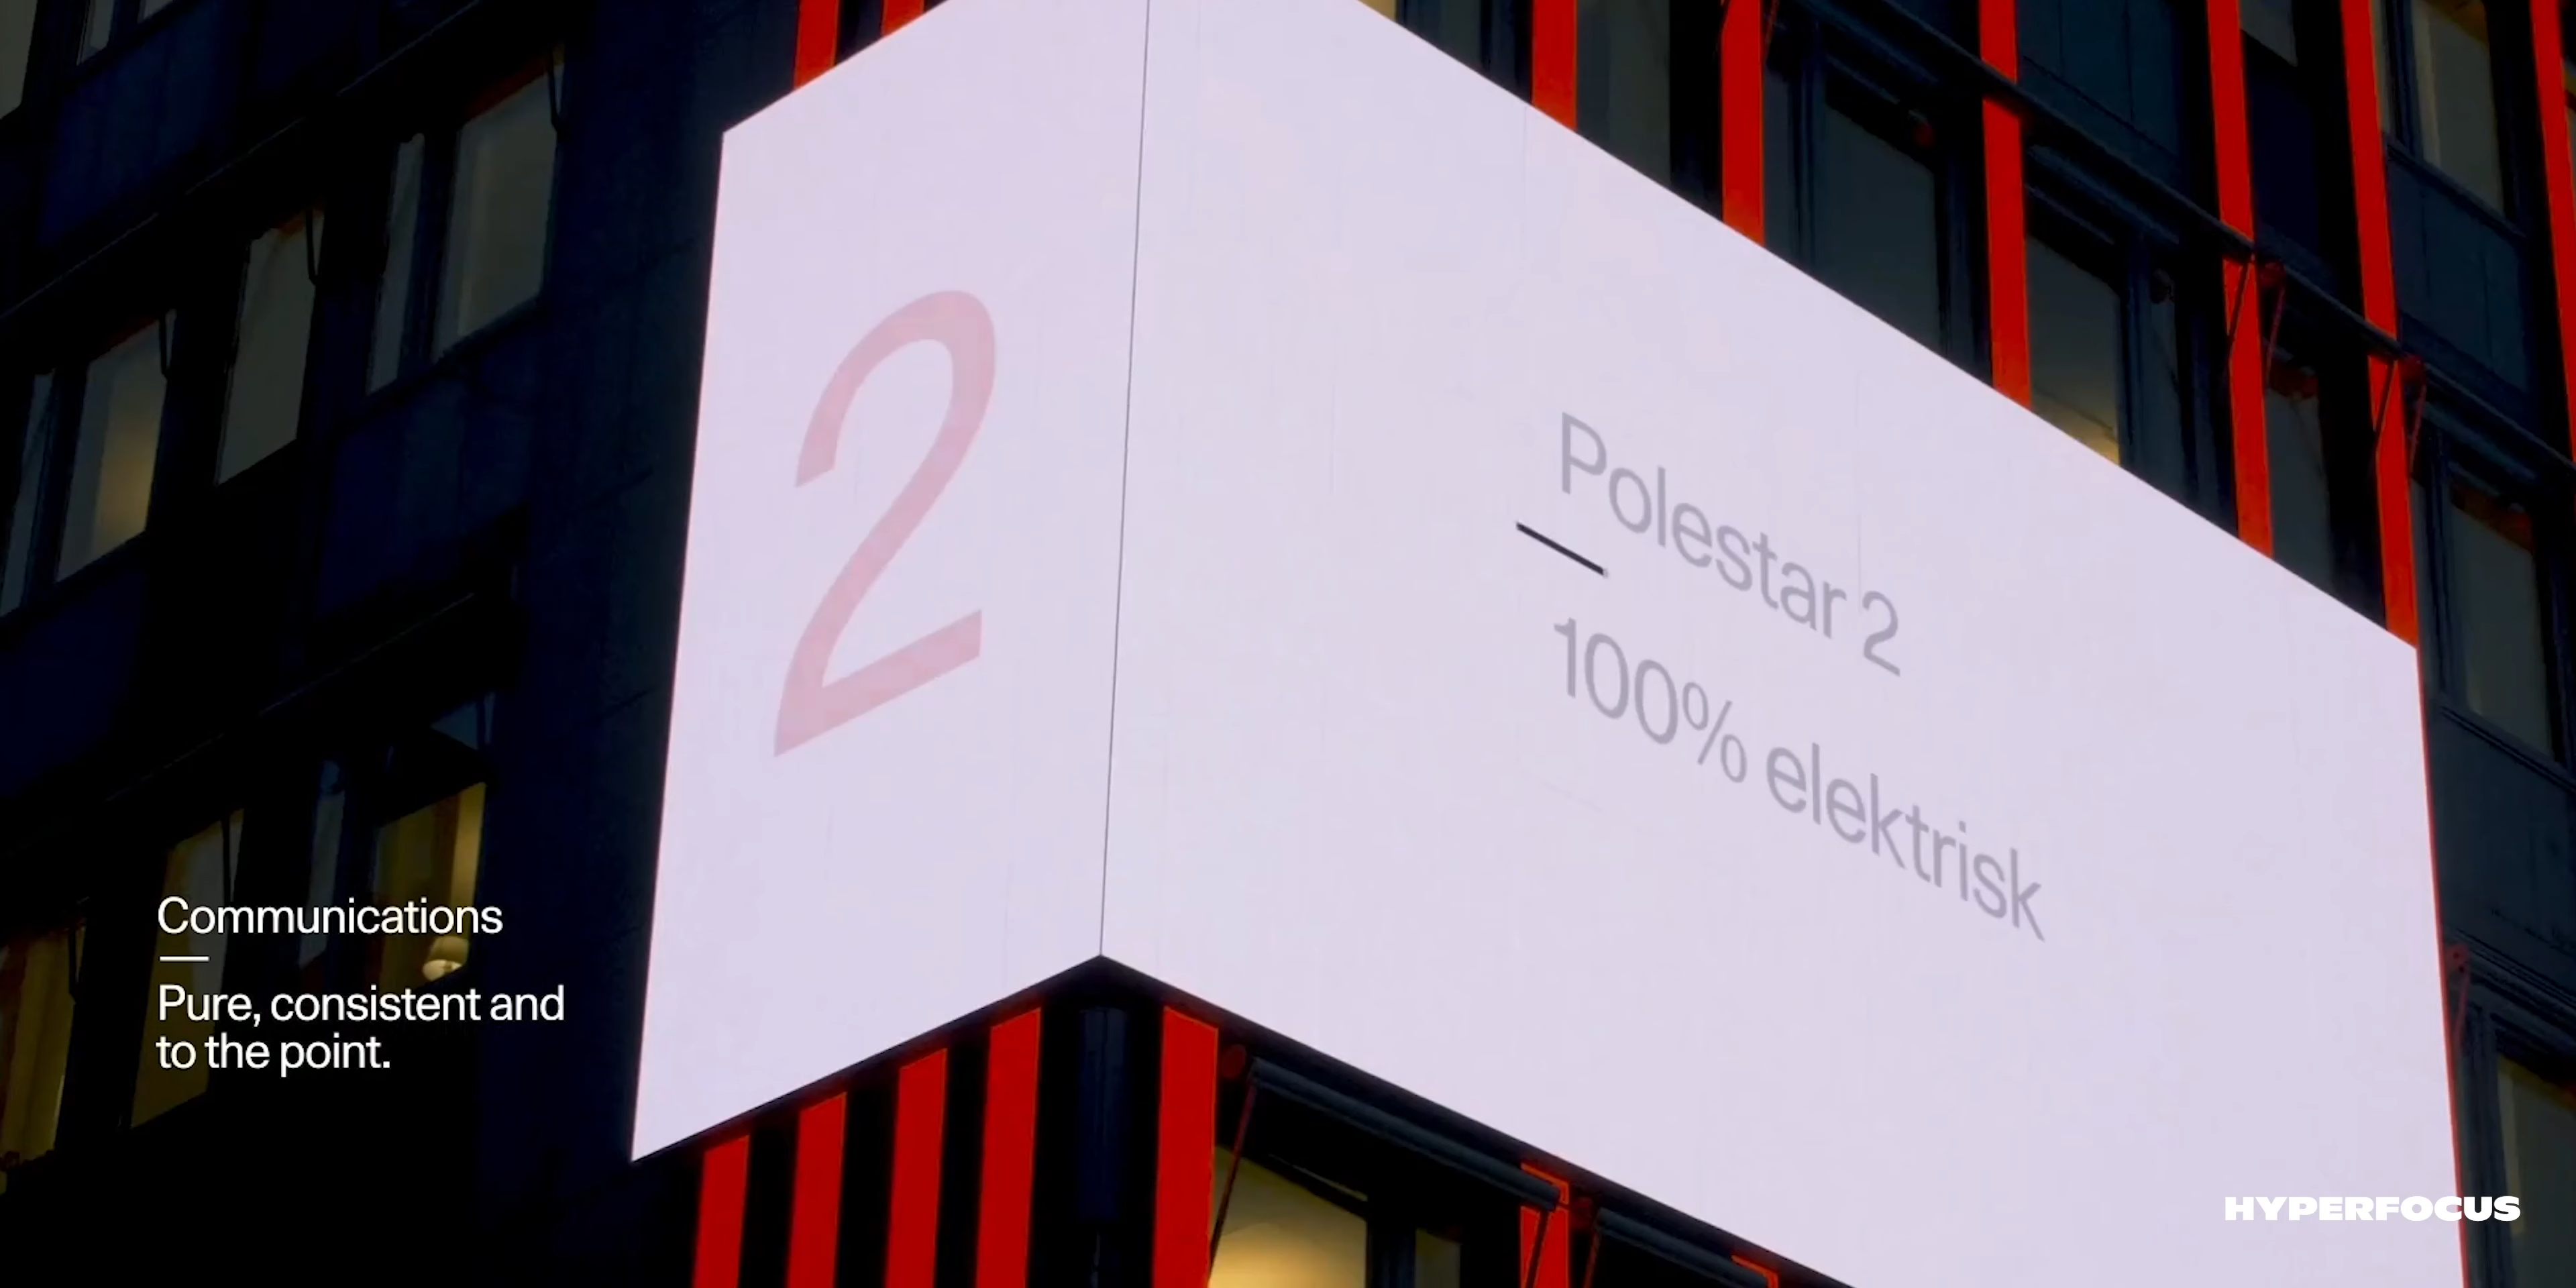 2
Polestar 2
100% elektrisk
Communications
Pure, consistent and
to the point.
HYPERFOCUS